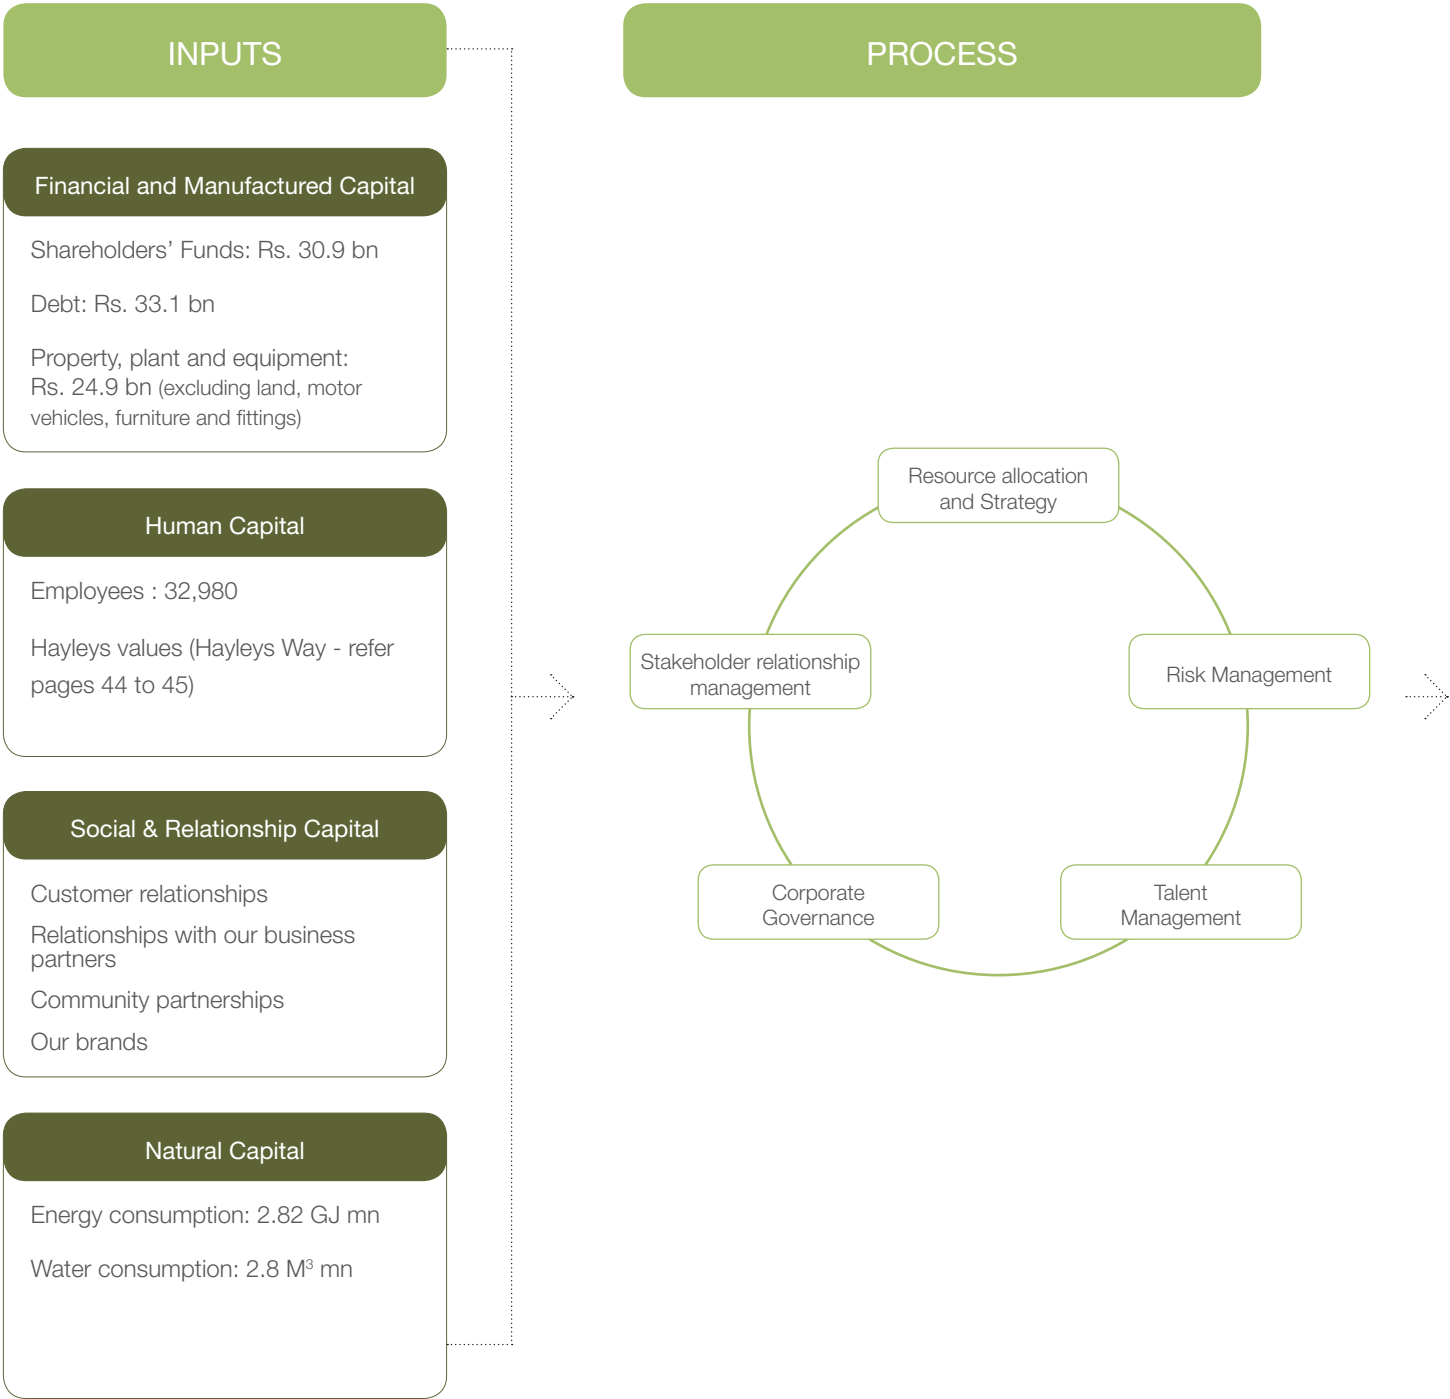 INPUTS
PROCESS
Financial and Manufactured Capital
Shareholders’ Funds: Rs. 30.9 bn
Debt: Rs. 33.1 bn
Property, plant and equipment:
Rs. 24.9 bn (excluding land, motor
vehicles, furniture and fittings)
Human Capital
Employees : 32,980
Hayleys values (Hayleys Way - refer
pages 44 to 45)
Social & Relationship Capital
Customer relationships
Relationships with our business
partners
Community partnerships
Our brands
Natural Capital
Energy consumption: 2.82 GJ mn
Water consumption: 2.8 M³ mn
Resource allocation
and Strategy
Stakeholder relationship
management
Risk Management
Corporate
Governance
Talent
Management